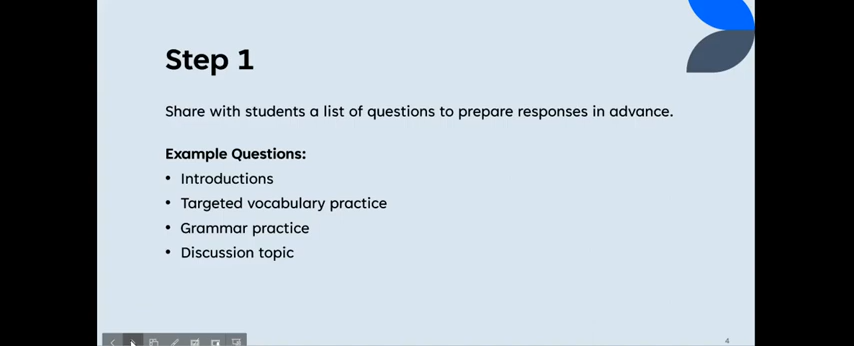 Step 1
Share with students a list of questions to prepare responses in advance.
Example Questions:
• Introductions
• Targeted vocabulary practice
• Grammar practice
• Discussion topic
4